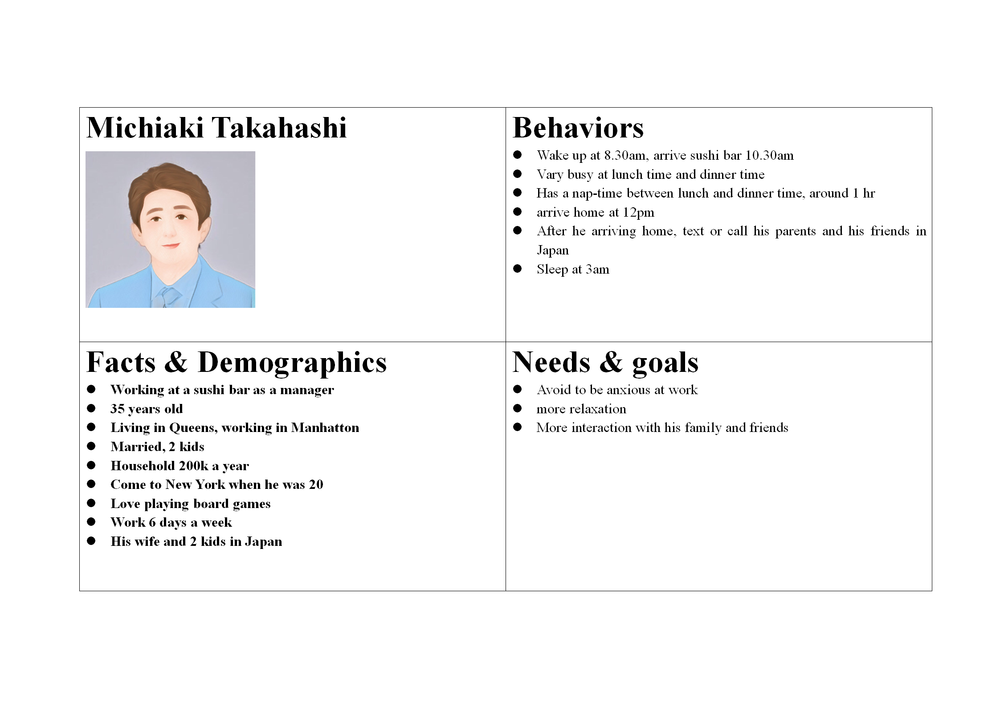 Michiaki Takahashi
Behaviors
Wake up at 8.30am, arrive sushi bar 10.30am
Vary busy at lunch time and dinner time
Has a nap-time between lunch and dinner time, around 1 hr
arrive home at 12pm
After he arriving home, text or call his parents and his friends in
Japan
Sleep at 3am
Facts & Demographics
Working at a sushi bar as a manager
35 years old
Living in Queens, working in Manhatton
Married, 2 kids
Household 200k a year
Come to New York when he was 20
Love playing board games
Work 6 days a week
His wife and 2 kids in Japan
Needs & goals
Avoid to be anxious at work
more relaxation
More interaction with his family and friends